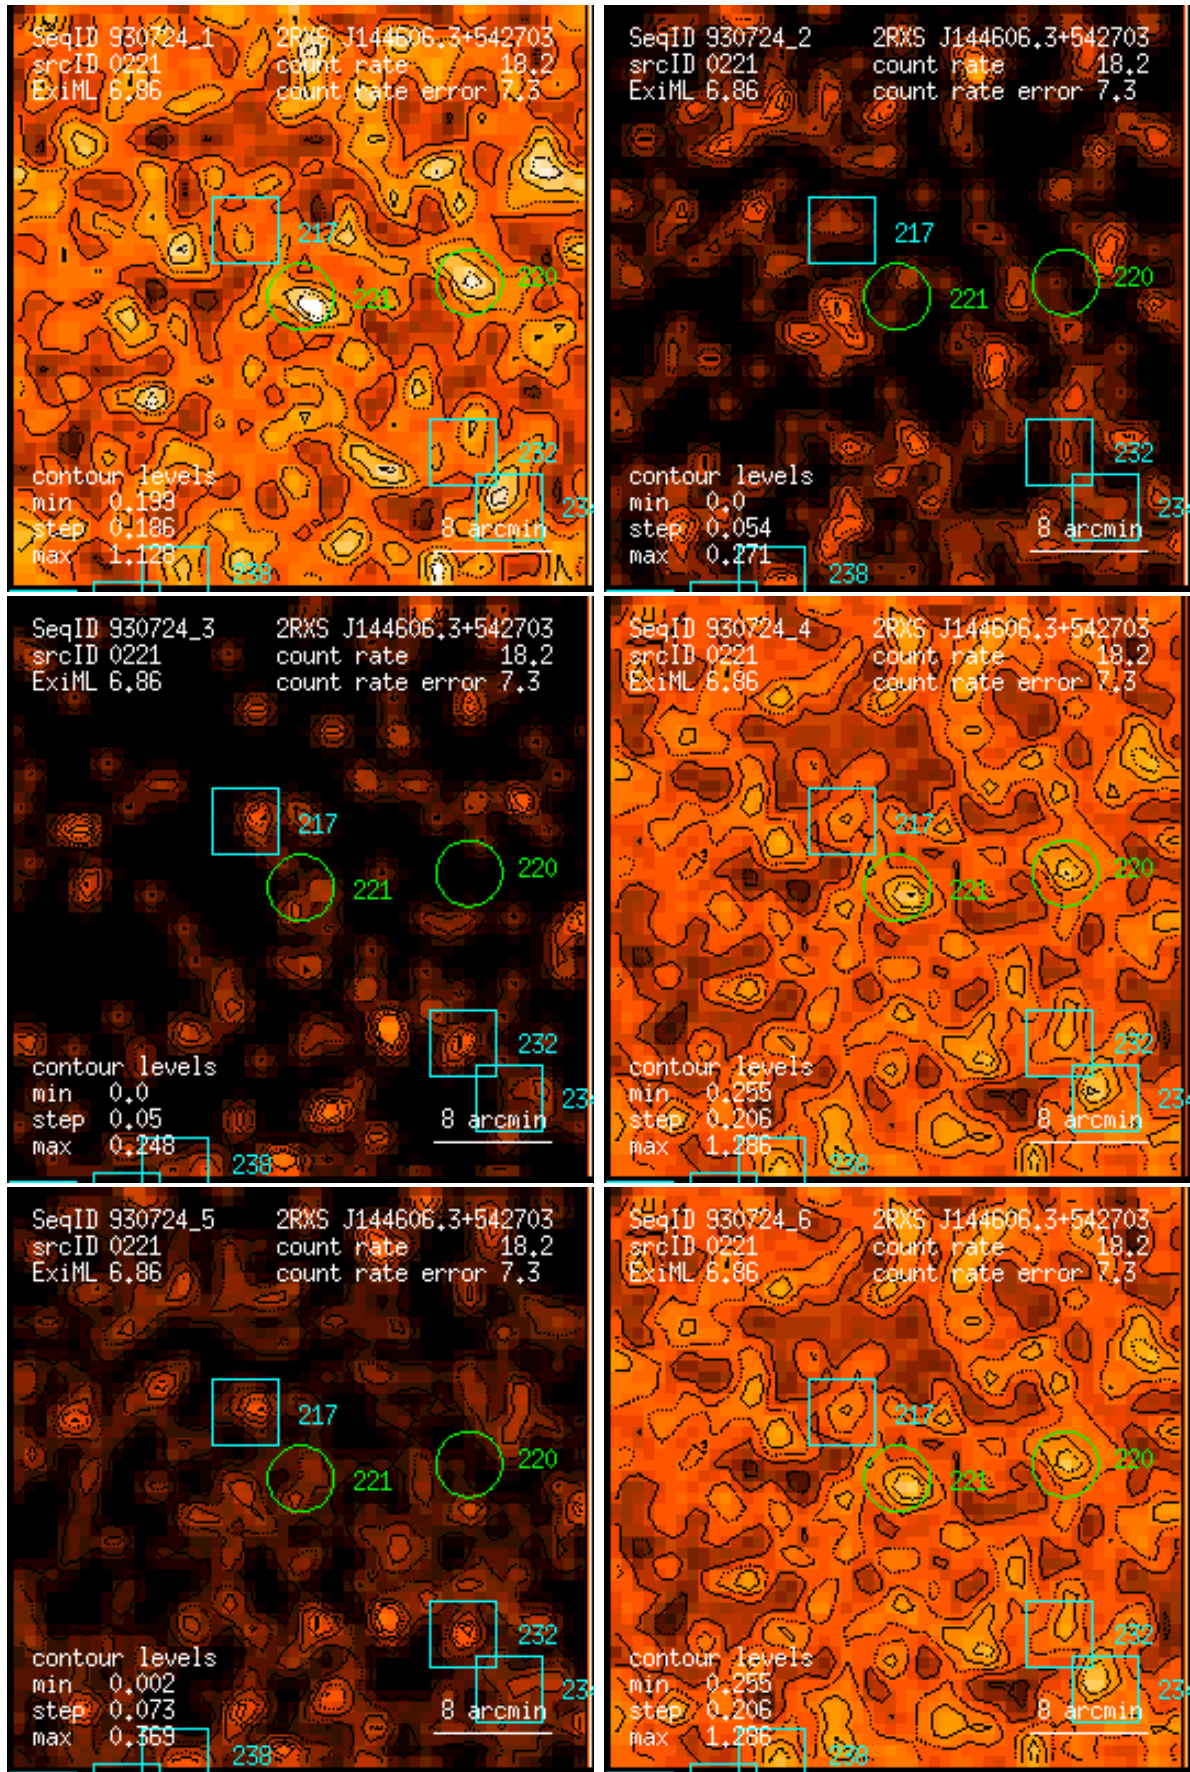 SeqID 930724_1 2RXS J144606.3+542703
srcID 0221 count rate 18.2
ExiML 6.86 count rate error 7.3
217
220
221
232
contour levels
min 0.199
234
step 0.186 8 arcmin
max 1.128
238
SeqID 930724_2 2RXS J144606.3+542703
srcID 0221 count rate 18.2
ExiML 6.86 count rate error 7.3
217
220
221
232
contour levels
min 0.0
23
step 0.054 8 arcmin
max 0.271
238
SeqID 930724_3 2RXS J144606.3+542703
srcID 0221 count rate 18.2
ExiML 6.86 count rate error 7.3
217
220
221
232
contour levels
min 0.0
23
step 0.05 8 arcmin
max 0.248
238
SeqID 930724_4 2RXS J144606.3+542703
srcID 0221 count rate 18.2
ExiML 6.86 count rate error 7.3
217
220
221
232
contour levels
min 0.255
23
step 0.206 8 arcmin
max 1.286
238
SeqID 930724_5 2RXS J144606.3+542703
srcID 0221 count rate 18.2
ExiML 6.86 count rate error 7.3
217
220
221
232
contour levels
min 0.002
23
step 0.073 8 arcmin
max 0.369
238
SeqID 930724_6 2RXS J144606.3+542703
srcID 0221 count rate 18.2
ExiML 6.86 count rate error 7.3
217
220
221
232
contour levels
min 0.255
23
step 0.206 8 arcmin
max 1.286
238